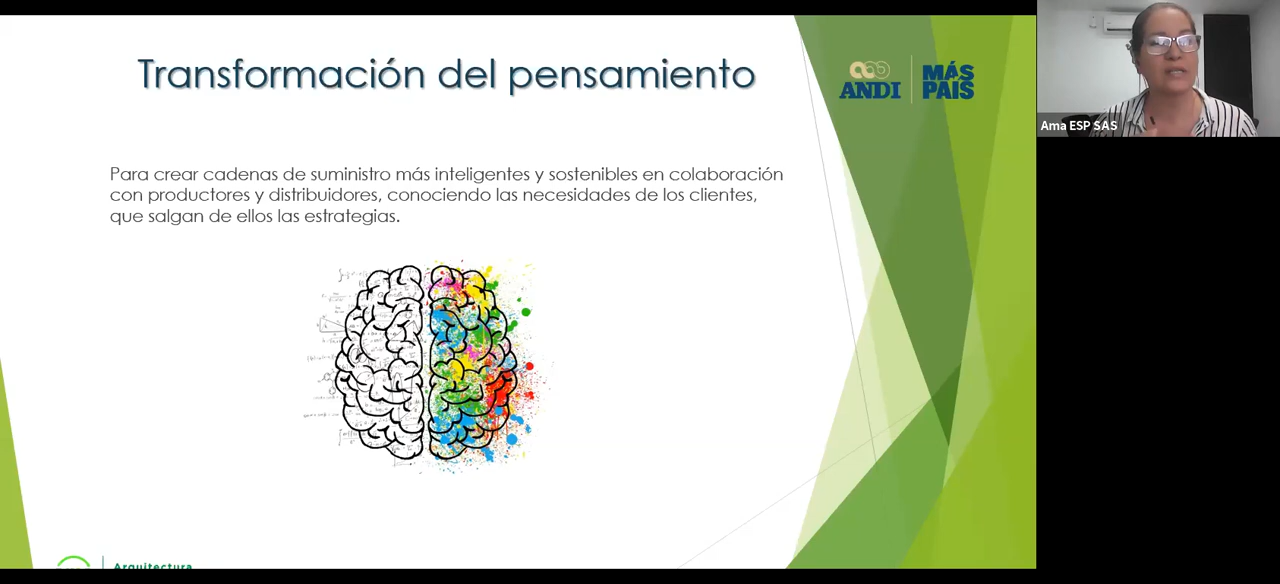 Transformación del pensamiento
ANDI
MÁS
PAÍS
Ama ESP SAS
Para crear cadenas de suministro más inteligentes y sostenibles en colaboración
con productores y distribuidores, conociendo las necesidades de los clientes,
que salgan de ellos las estrategias.
Arquitectura